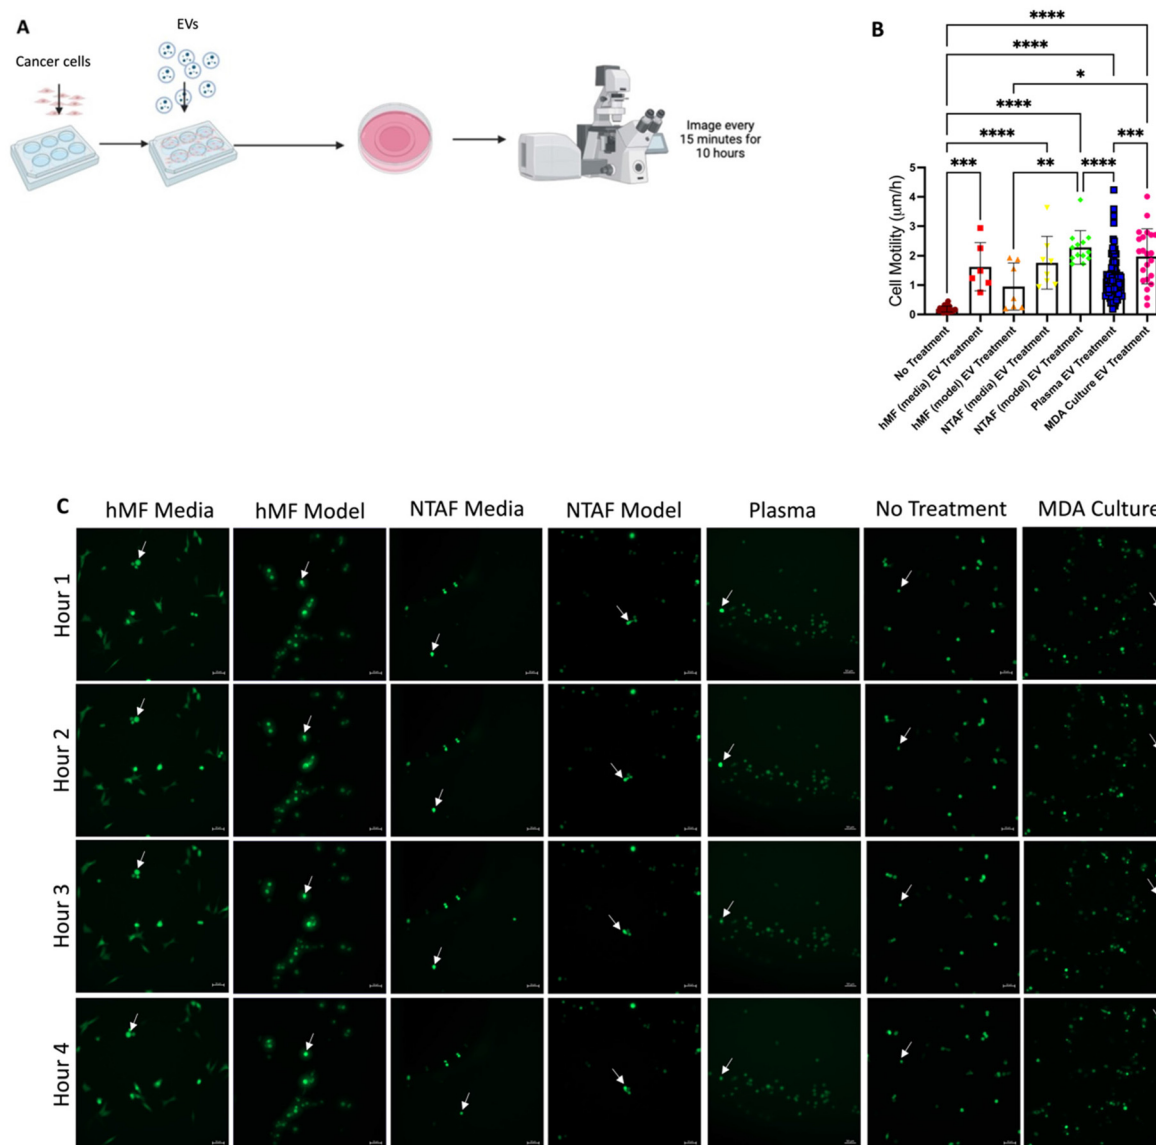 A
EVs
Cancer cells
Image every
15 minutes for
10 hours
B
****
****
*
****
****
***
***
**
****
5
4
3
2
1
0
Cell Motility (μm/h)
No Treatment
hMF (media) EV Treatment
hMF (model) EV Treatment
NTAF (media) EV Treatment
NTAF (model) EV Treatment
Plasma EV Treatment
MDA Culture EV Treatment
C
hMF Media
hMF Model
NTAF Media
NTAF Model
Plasma
No Treatment
MDA Culture
Hour 1
Hour 2
Hour 3
Hour 4